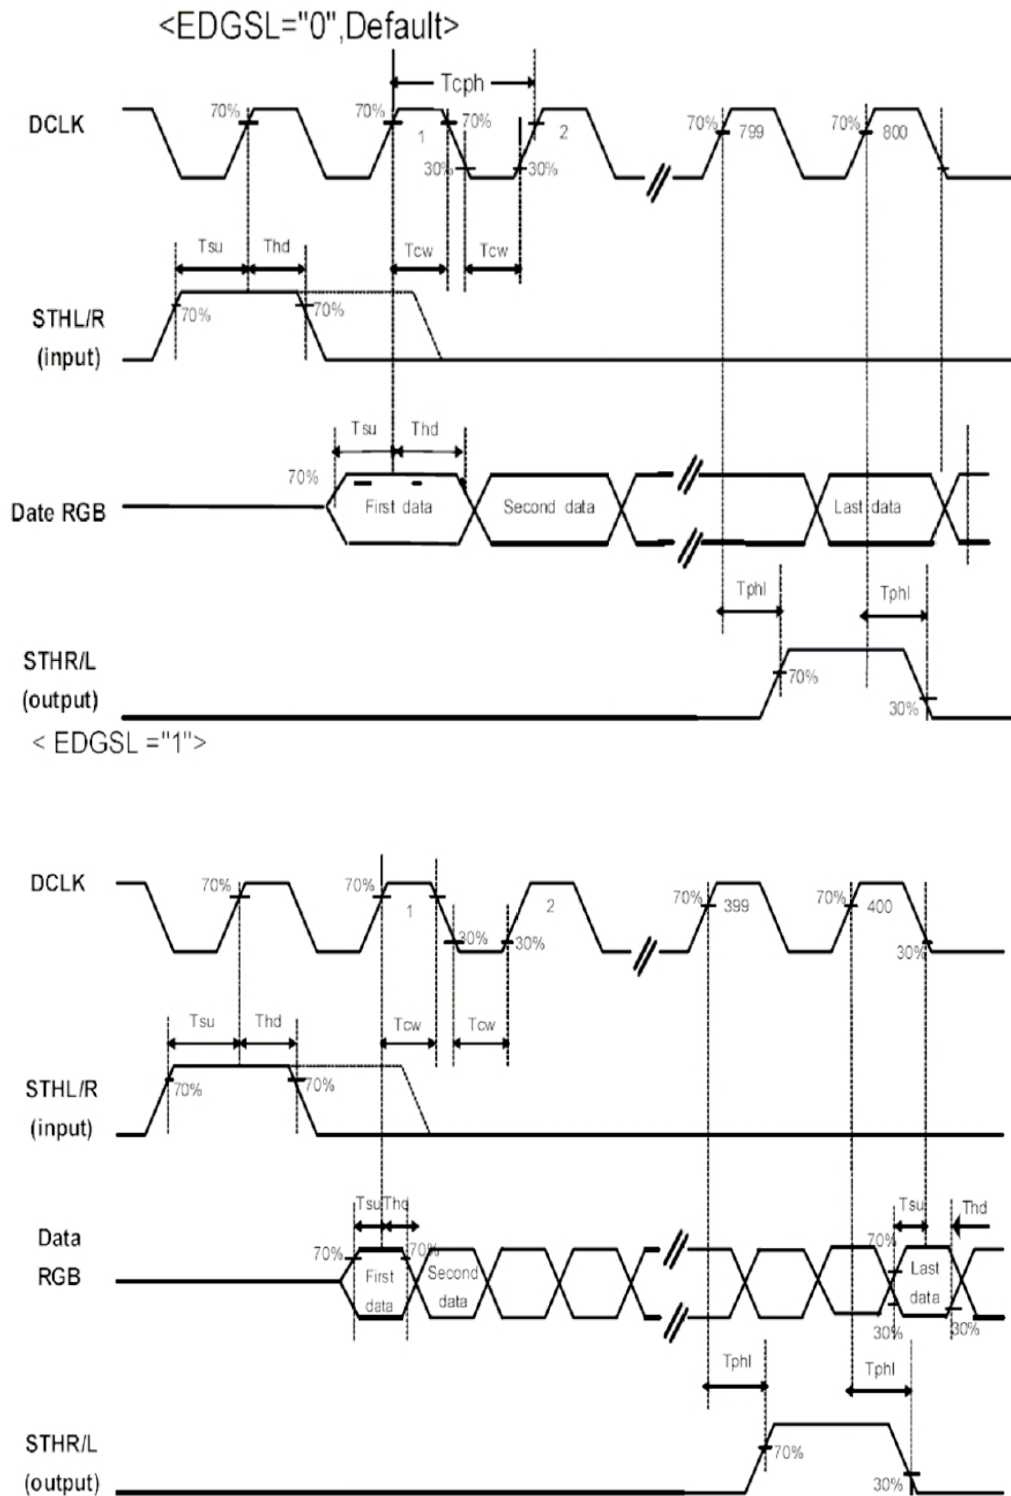 <EDGSL="0",Default>
Tcph
DCLK
70%
70%
1
70%
2
70%
799
70%
800
30%
30%
Tsu
Thd
Tcw
Tcw
STHL/R
(input)
70%
70%
Tsu
Thd
70%
Date RGB
First data
Second data
Last data
Tphl
Tphl
STHR/L
(output)
70%
30%
< EDGSL ="1">
DCLK
70%
70%
1
2
70%
399
70%
400
30%
30%
30%
Tsu
Thd
Tcw
Tcw
STHL/R
(input)
70%
70%
Tsu
Thd
Tsu
Thd
Data
RGB
70%
70%
70%
First
data
Second
data
Last
data
30%
30%
Tphl
Tphl
STHR/L
(output)
70%
30%